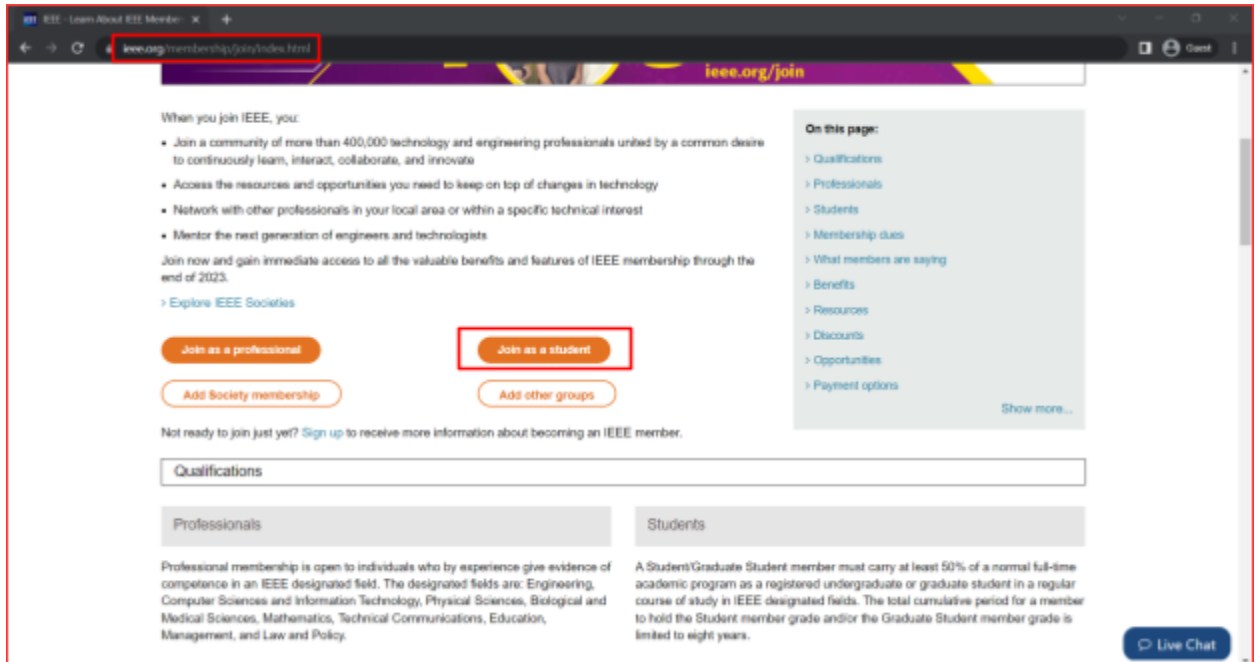 IEEE - Learn About IEEE Member
ieee.org/membership/join/index.html
Guest
ieee.org/join
When you join IEEE, you:
• Join a community of more than 400,000 technology and engineering professionals united by a common desire
to continuously learn, interact, collaborate, and innovate
• Access the resources and opportunities you need to keep on top of changes in technology
• Network with other professionals in your local area or within a specific technical interest
• Mentor the next generation of engineers and technologists
Join now and gain immediate access to all the valuable benefits and features of IEEE membership through the
end of 2023.
> Explore IEEE Societies
Join as a professional
Join as a student
Add Society membership
Add other groups
Not ready to join just yet? Sign up to receive more information about becoming an IEEE member.
On this page:
> Qualifications
> Professionals
> Students
> Membership dues
> What members are saying
> Benefits
> Resources
> Discounts
> Opportunities
> Payment options
Show more...
Qualifications
Professionals
Professional membership is open to individuals who by experience give evidence of
competence in an IEEE designated field. The designated fields are: Engineering,
Computer Sciences and Information Technology, Physical Sciences, Biological and
Medical Sciences, Mathematics, Technical Communications, Education,
Management, and Law and Policy.
Students
A Student/Graduate Student member must carry at least 50% of a normal full-time
academic program as a registered undergraduate or graduate student in a regular
course of study in IEEE designated fields. The total cumulative period for a member
to hold the Student member grade and/or the Graduate Student member grade is
limited to eight years.
Live Chat